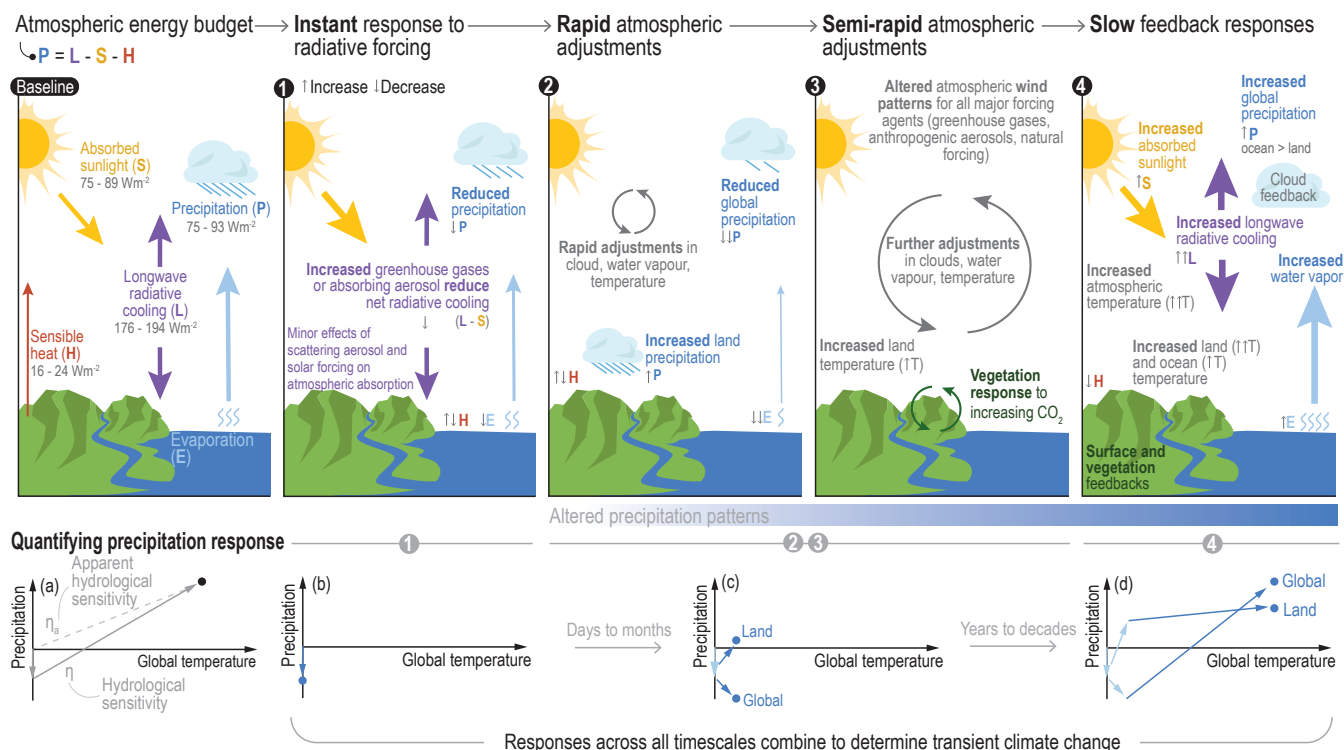 Atmospheric energy budget
P = L - S - H
Instant response to
radiative forcing
Rapid atmospheric
adjustments
Semi-rapid atmospheric
adjustments
Slow feedback responses
Baseline
Absorbed
sunlight (S)
75 - 89 Wm-2
Precipitation (P)
75 - 93 Wm-2
Longwave
radiative
cooling (L)
176 - 194 Wm-2
Sensible
heat (H)
16 - 24 Wm-2
Evaporation
(E)
1
↑Increase ↓Decrease
Reduced
precipitation
↓P
Increased greenhouse gases
or absorbing aerosol reduce
net radiative cooling
↓ (L - S)
Minor effects of
scattering aerosol and
solar forcing on
atmospheric absorption
↑↓H ↓E
2
Reduced
global
precipitation
↓↓P
Rapid adjustments in
cloud, water vapour,
temperature
Increased land
precipitation
↑P
↑↓H
↓↓E
3
Altered atmospheric wind
patterns for all major forcing
agents (greenhouse gases,
anthropogenic aerosols, natural
forcing)
Further adjustments
in clouds, water
vapour, temperature
Increased land
temperature (↑T)
Vegetation
response to
increasing CO2
4
Increased
global
precipitation
↑P
ocean > land
Increased
absorbed
sunlight
↑S
Cloud
feedback
Increased longwave
radiative cooling
↑↑L
Increased
water vapor
Increased
atmospheric
temperature (↑↑T)
Increased land (↑↑T)
and ocean (↑T)
temperature
↓H
↑E
Surface and
vegetation
feedbacks
Altered precipitation patterns
Quantifying precipitation response
1
2 3
4
(a)
Apparent
hydrological
sensitivity
ηa
η
Hydrological
sensitivity
Precipitation
Global temperature
(b)
Precipitation
Global temperature
Days to months
(c)
Precipitation
Land
Global temperature
Global
Years to decades
(d)
Precipitation
Global
Land
Global temperature
Responses across all timescales combine to determine transient climate change